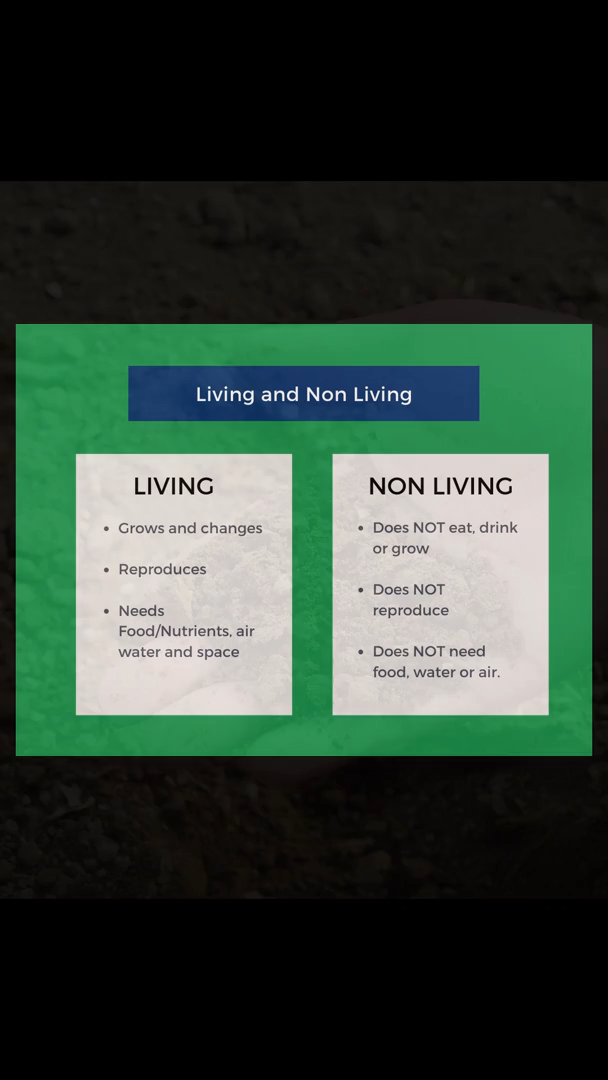 Living and Non Living
LIVING
• Grows and changes
• Reproduces
• Needs
Food/Nutrients, air
water and space
NON LIVING
• Does NOT eat, drink
or grow
• Does NOT
reproduce
• Does NOT need
food, water or air.